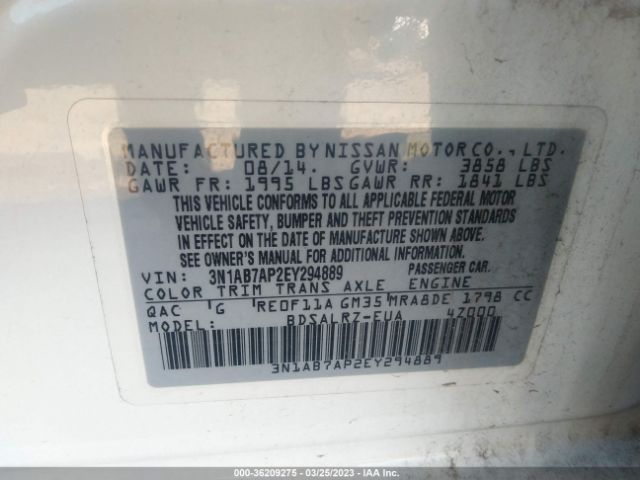 MANUFACTURED BY NISSAN MOTOR CO., LTD.
DATE: 08/14. GVWR: 3858 LBS
GAWR FR: 1995 LBS GAWR RR: 1841 LBS
THIS VEHICLE CONFORMS TO ALL APPLICABLE FEDERAL MOTOR
VEHICLE SAFETY, BUMPER AND THEFT PREVENTION STANDARDS
IN EFFECT ON THE DATE OF MANUFACTURE SHOWN ABOVE.
SEE OWNER'S MANUAL FOR ADDITIONAL INFORMATION.
VIN: 3N1AB7AP2EY294889 PASSENGER CAR.
COLOR TRIM TRANS AXLE ENGINE
QAC G RE0F11A GM35 MRA8DE 1798 CC
MODEL: BDSALRZ-EUA 4Z000
3N1AB7AP2EY294889
000-36209275 - 03/25/2023 - IAA Inc.